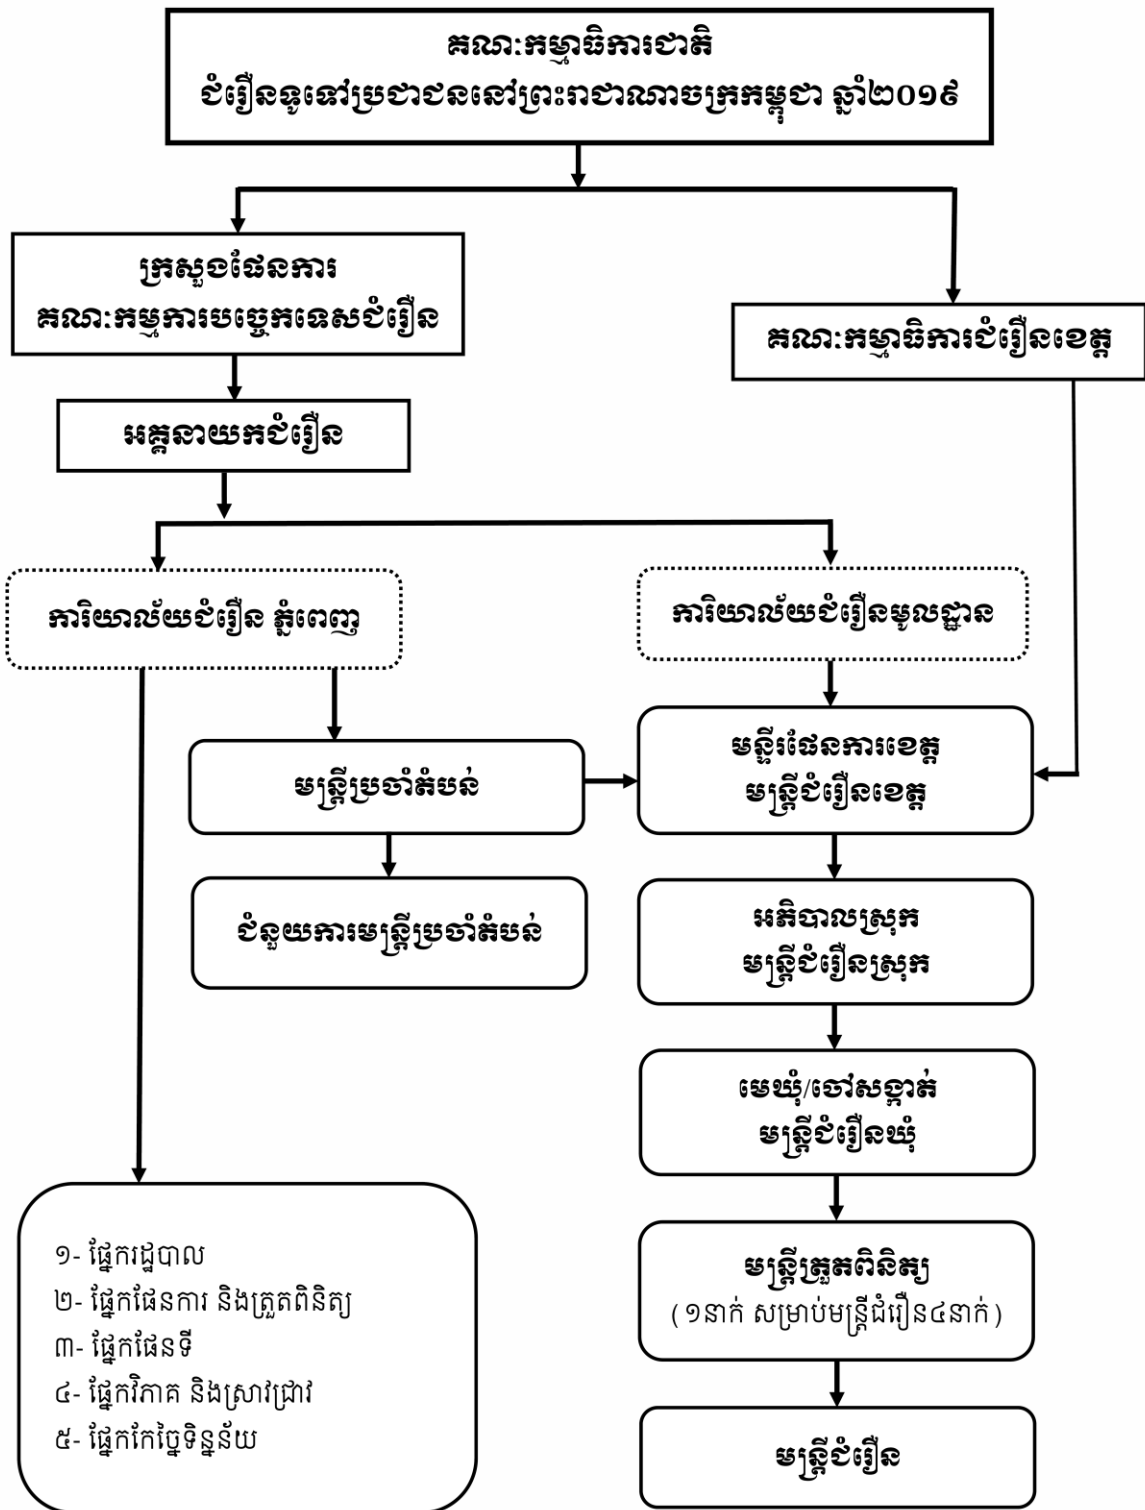 គណៈកម្មាធិការជាតិ
ជំរឿនទូទៅប្រជាជននៅព្រះរាជាណាចក្រកម្ពុជា ឆ្នាំ២០១៩
ក្រសួងផែនការ
គណៈកម្មការបច្ចេកទេសជំរឿន
គណៈកម្មាធិការជំរឿនខេត្ត
អគ្គនាយកជំរឿន
ការិយាល័យជំរឿន ភ្នំពេញ
ការិយាល័យជំរឿនមូលដ្ឋាន
មន្ត្រីប្រចាំតំបន់
មន្ទីរផែនការខេត្ត
មន្ត្រីជំរឿនខេត្ត
ជំនួយការមន្ត្រីប្រចាំតំបន់
អភិបាលស្រុក
មន្ត្រីជំរឿនស្រុក
មេឃុំ/ចៅសង្កាត់
មន្ត្រីជំរឿនឃុំ
១- ផ្នែករដ្ឋបាល
២- ផ្នែកផែនការ និងត្រួតពិនិត្យ
៣- ផ្នែកផែនទី
៤- ផ្នែកវិភាគ និងស្រាវជ្រាវ
៥- ផ្នែកកែច្នៃទិន្នន័យ
មន្ត្រីត្រួតពិនិត្យ
(១នាក់ សម្រាប់មន្ត្រីជំរឿន៤នាក់)
មន្ត្រីជំរឿន